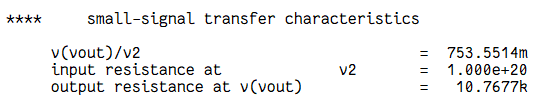 **** small-signal transfer characteristics
v(vout)/v2 = 753.5514m
input resistance at v2 = 1.000e+20
output resistance at v(vout) = 10.7677k